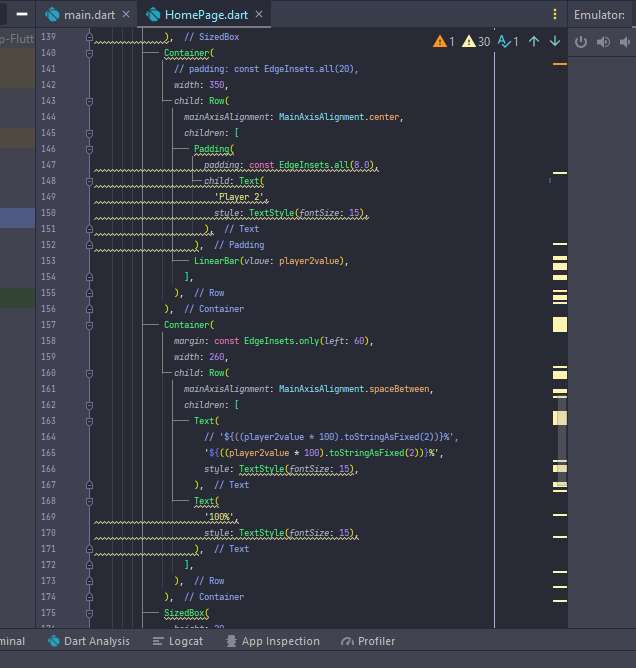 main.dart HomePage.dart Emulator:
p-Flutt
1 30 1
139 ), // SizedBox
140 Container(
141 // padding: const EdgeInsets.all(20),
142 width: 350,
143 child: Row(
144 mainAxisAlignment: MainAxisAlignment.center,
145 children: [
146 Padding(
147 padding: const EdgeInsets.all(8.0),
148 child: Text(
149 'Player 2',
150 style: TextStyle(fontSize: 15),
151 ), // Text
152 ), // Padding
153 LinearBar(vlaue: player2value),
154 ],
155 ), // Row
156 ), // Container
157 Container(
158 margin: const EdgeInsets.only(left: 60),
159 width: 260,
160 child: Row(
161 mainAxisAlignment: MainAxisAlignment.spaceBetween,
162 children: [
163 Text(
164 // '${((player2value * 100).toStringAsFixed(2))}%',
165 '${((player2value * 100).toStringAsFixed(2))}%',
166 style: TextStyle(fontSize: 15),
167 ), // Text
168 Text(
169 '100%',
170 style: TextStyle(fontSize: 15),
171 ), // Text
172 ],
173 ), // Row
174 ), // Container
175 SizedBox(
minal Dart Analysis Logcat App Inspection Profiler